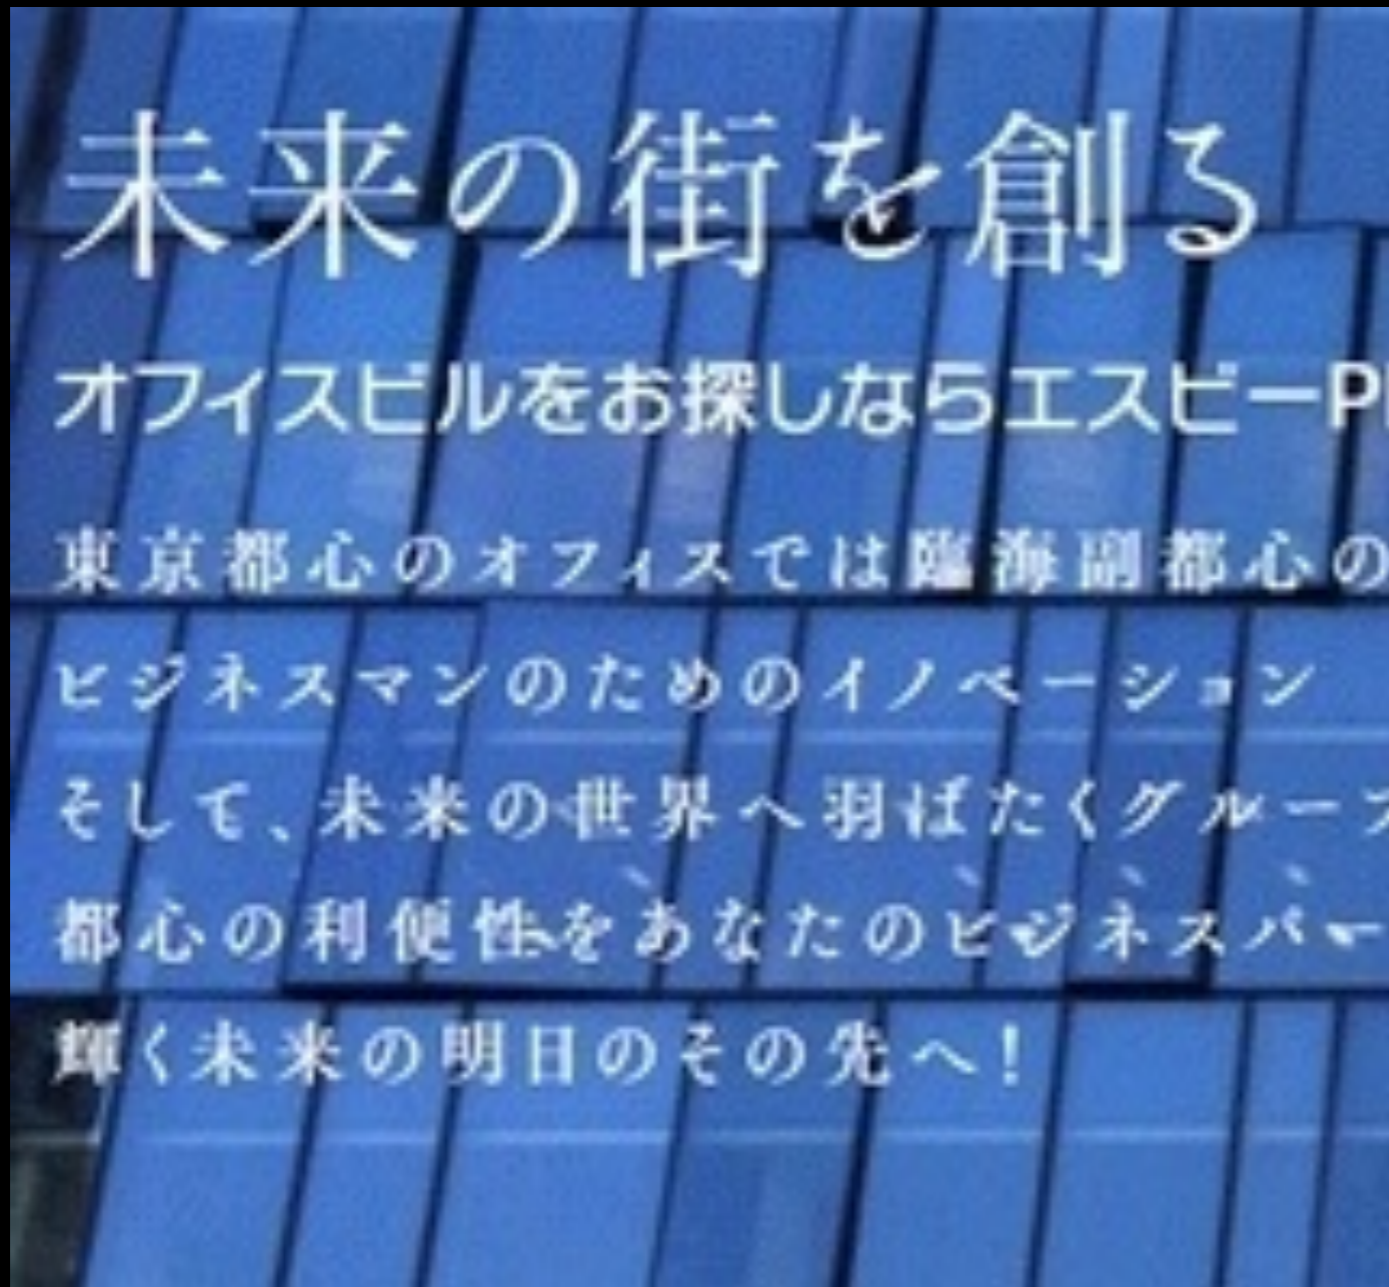 未来の街を創る
オフィスビルをお探しならエスピーP
東京都心のオフィスでは臨海副都心の
ビジネスマンのためのイノベーション
そして、未来の世界へ羽ばたくグルー
都心の利便性をあなたのビジネスパー
輝く未来の明日のその先へ!